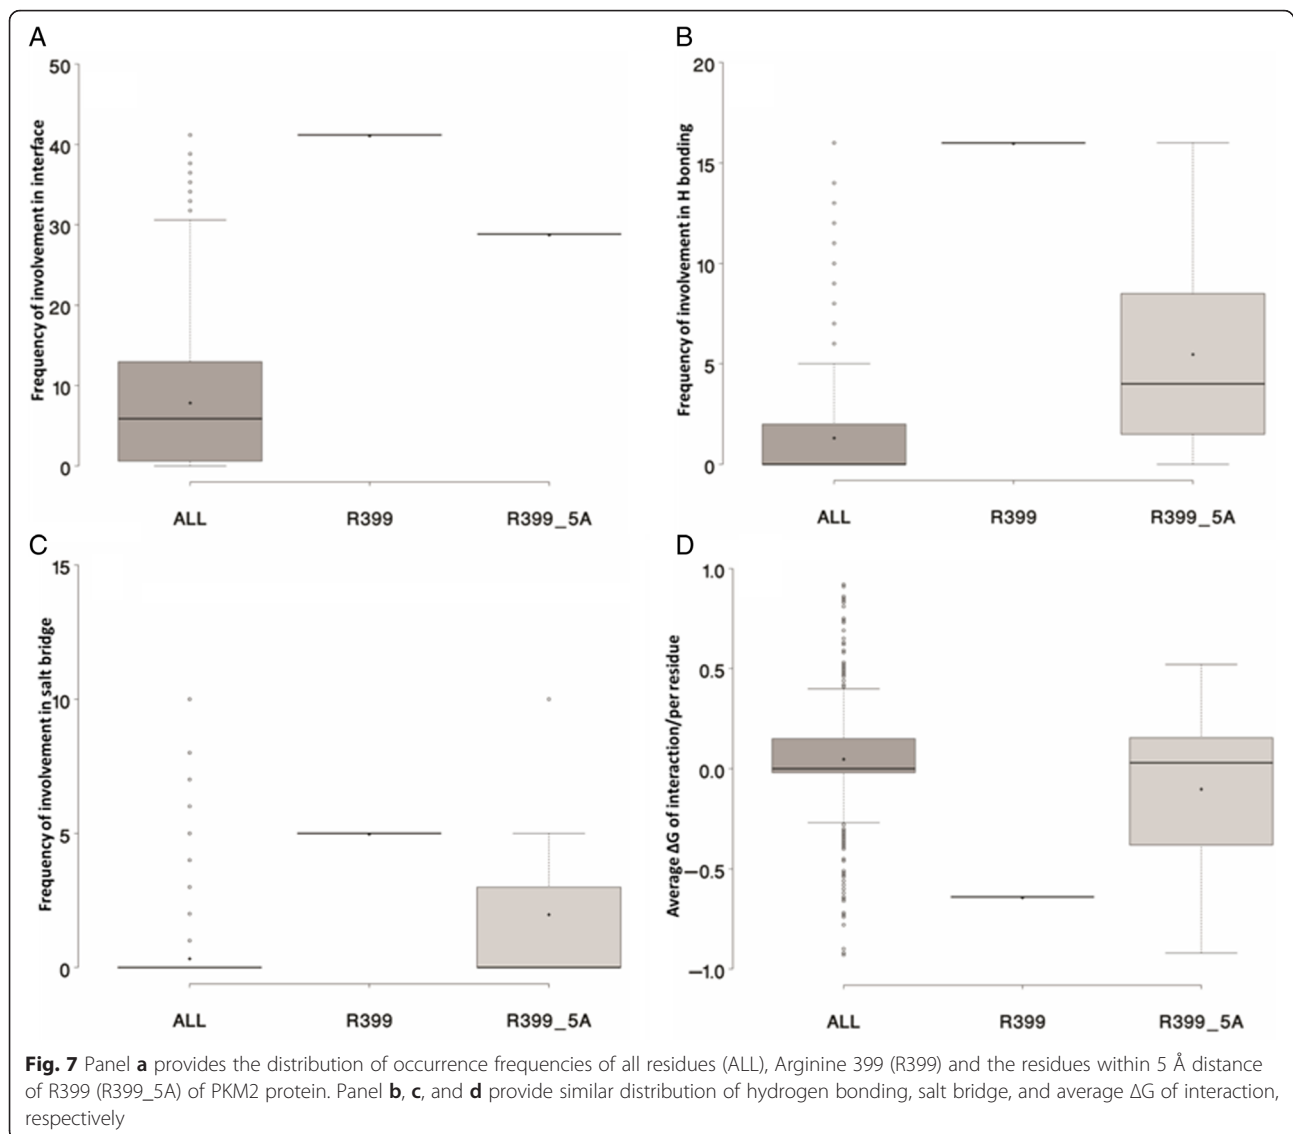 A
Frequency of involvement in interface
50
40
30
20
10
0
ALL
R399
R399_5A
B
Frequency of involvement in H bonding
20
15
10
5
0
ALL
R399
R399_5A
C
Frequency of involvement in salt bridge
15
10
5
0
ALL
R399
R399_5A
D
Average ΔG of interaction/per residue
1.0
0.5
0.0
−0.5
−1.0
ALL
R399
R399_5A
Fig. 7 Panel a provides the distribution of occurrence frequencies of all residues (ALL), Arginine 399 (R399) and the residues within 5 Å distance
of R399 (R399_5A) of PKM2 protein. Panel b, c, and d provide similar distribution of hydrogen bonding, salt bridge, and average ΔG of interaction,
respectively